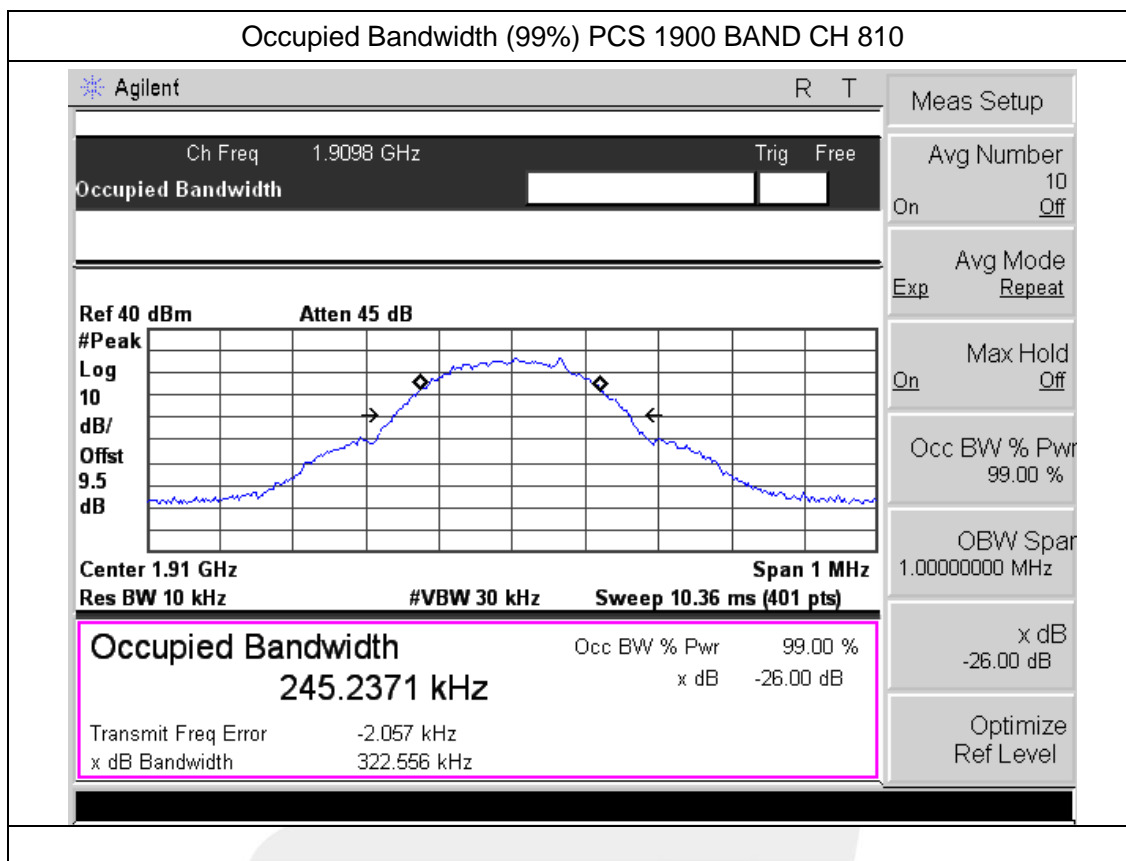 Occupied Bandwidth (99%) PCS 1900 BAND CH 810
Agilent R T
Ch Freq 1.9098 GHz Trig Free
Occupied Bandwidth
Ref 40 dBm Atten 45 dB
#Peak
Log
10
dB/
Offst
9.5
dB
Center 1.91 GHz Span 1 MHz
Res BW 10 kHz #VBW 30 kHz Sweep 10.36 ms (401 pts)
Occupied Bandwidth
245.2371 kHz
Occ BW % Pwr 99.00 %
x dB -26.00 dB
Transmit Freq Error -2.057 kHz
x dB Bandwidth 322.556 kHz
Meas Setup
Avg Number
10
On Off
Avg Mode
Exp Repeat
Max Hold
On Off
Occ BW % Pwr
99.00 %
OBW Span
1.00000000 MHz
x dB
-26.00 dB
Optimize
Ref Level